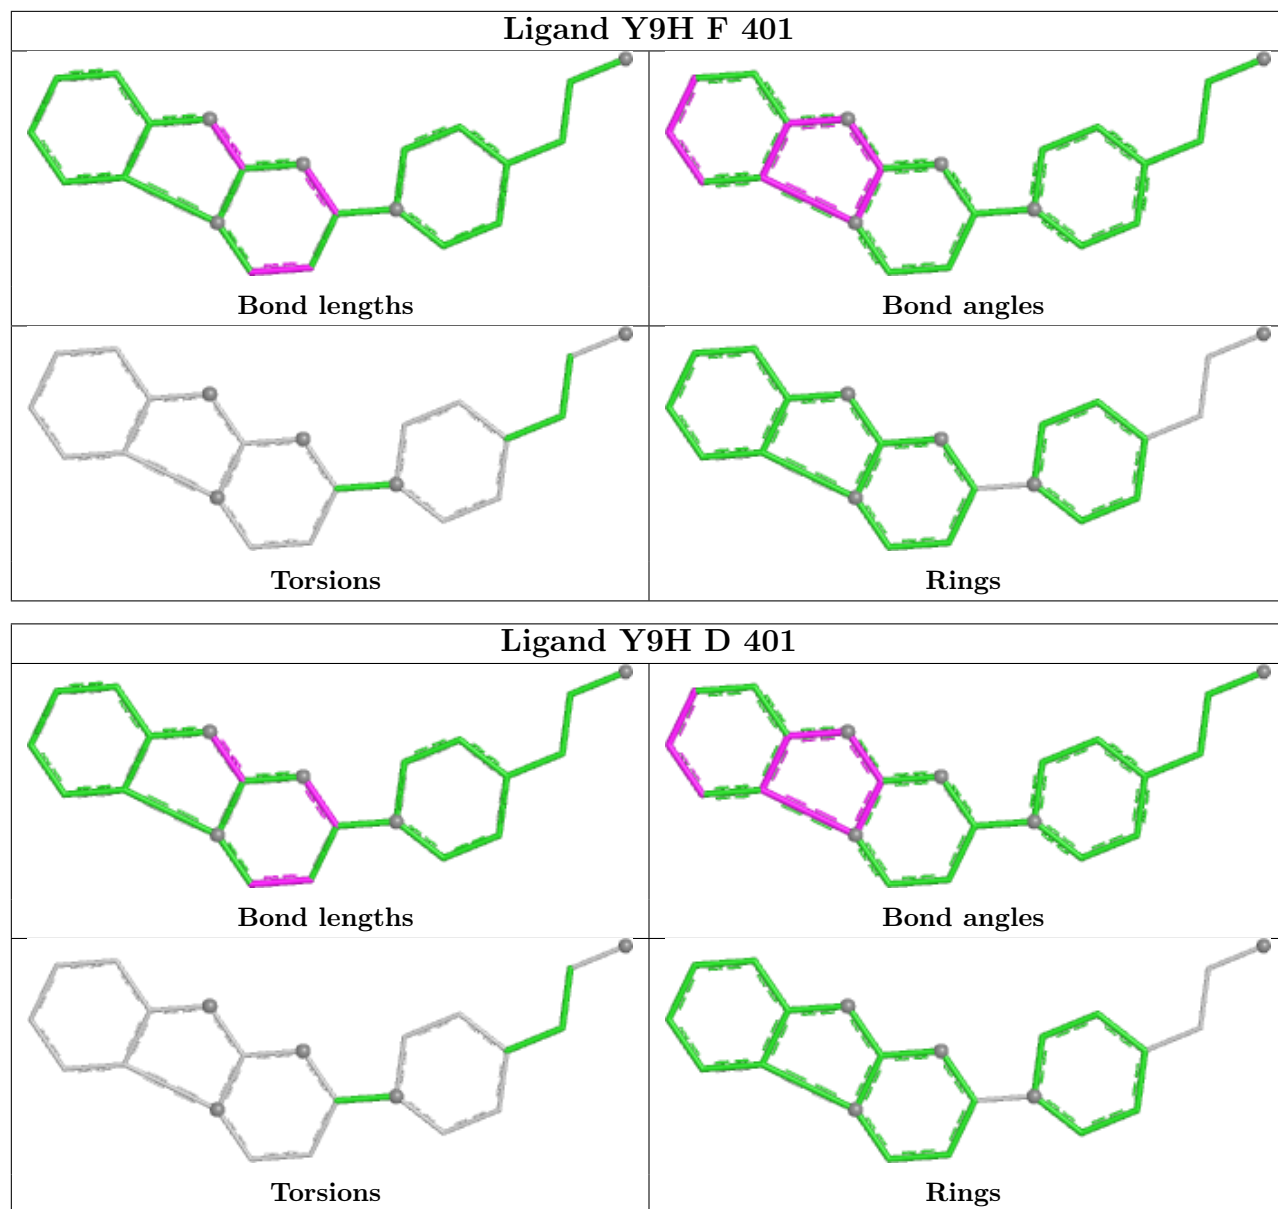 Ligand Y9H F 401
Bond lengths
Bond angles
Torsions
Rings
Ligand Y9H D 401
Bond lengths
Bond angles
Torsions
Rings